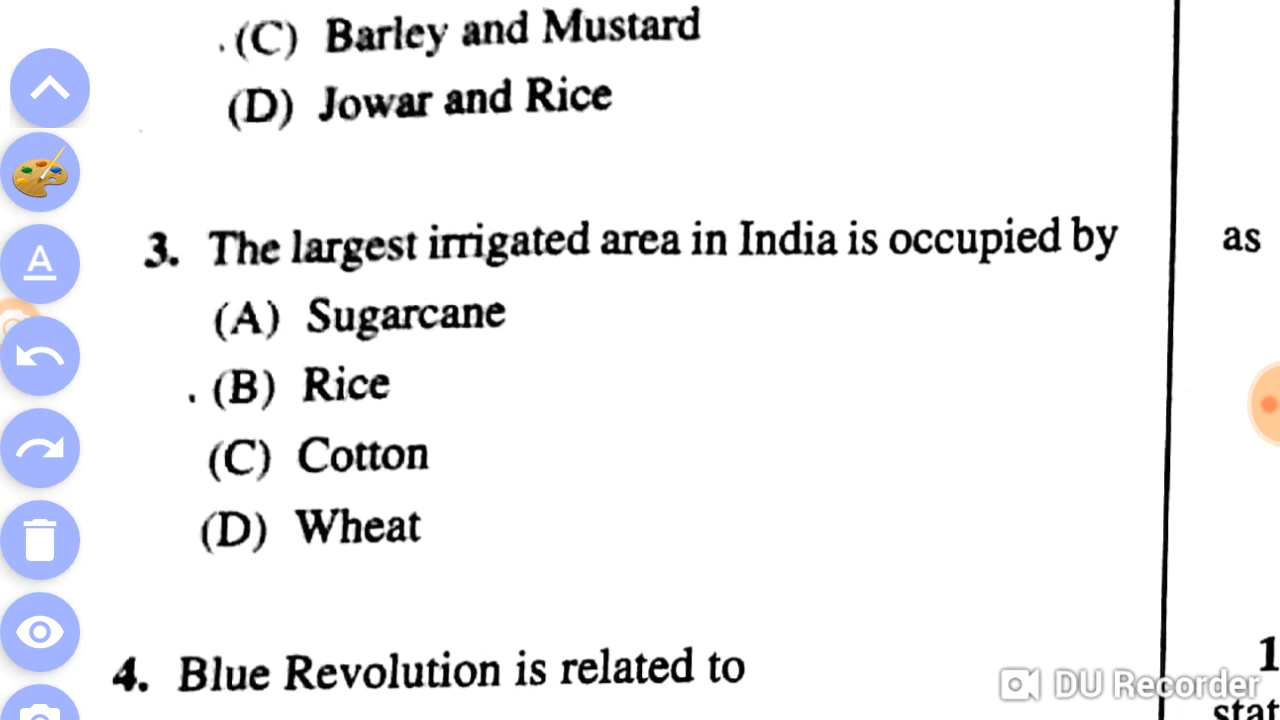 (C) Barley and Mustard
(D) Jowar and Rice
3. The largest irrigated area in India is occupied by
(A) Sugarcane
(B) Rice
(C) Cotton
(D) Wheat
4. Blue Revolution is related to
as
1
stat
A
DU Recorder